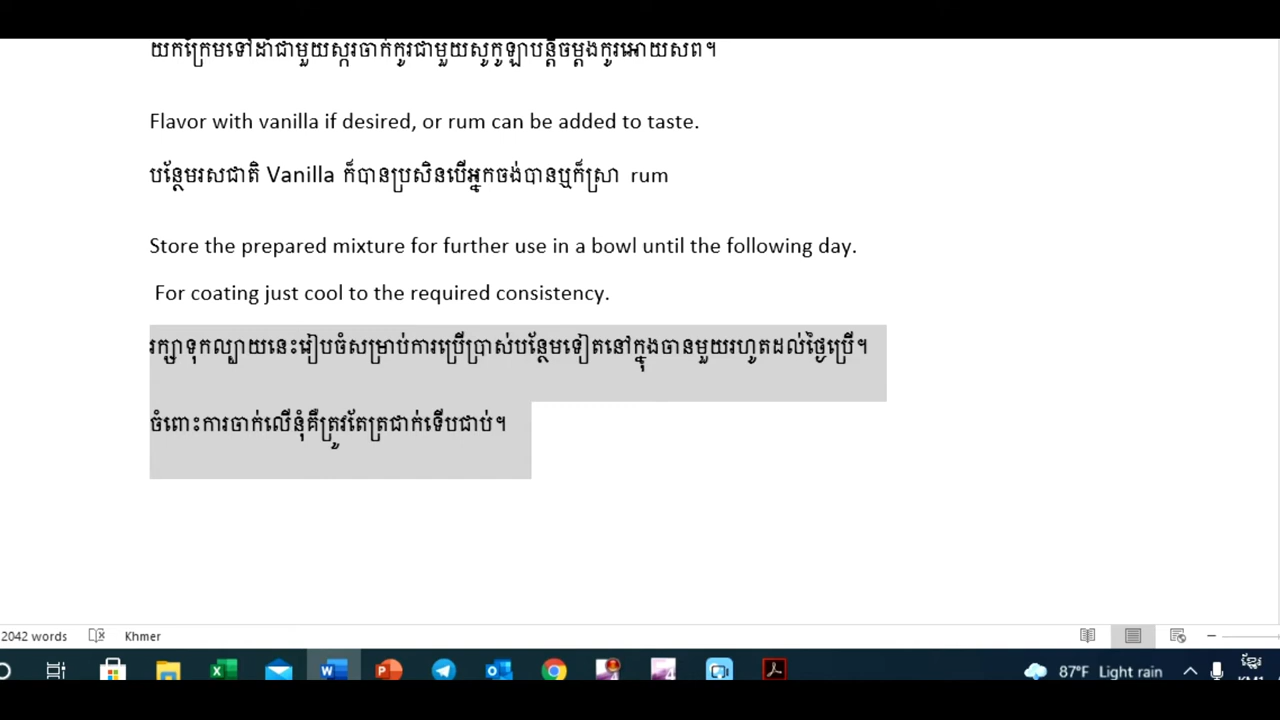 យកក្រែមទៅដាំជាមួយស្ករចាក់កូរជាមួយសូកូឡាបន្តិចម្តងកូរអោយសព។
Flavor with vanilla if desired, or rum can be added to taste.
បន្ថែមរសជាតិ Vanilla ក៏បានប្រសិនបើអ្នកចង់បានឬក៏ស្រា rum
Store the prepared mixture for further use in a bowl until the following day.
For coating just cool to the required consistency.
រក្សាទុកល្បាយនេះរៀបចំសម្រាប់ការប្រើប្រាស់បន្ថែមទៀតនៅក្នុងចានមួយរហូតដល់ថ្ងៃប្រើ។
ចំពោះការចាក់លើនុំគឺត្រូវតែត្រជាក់ទើបជាប់។
2042 words Khmer
87°F Light rain ខ្មែរ